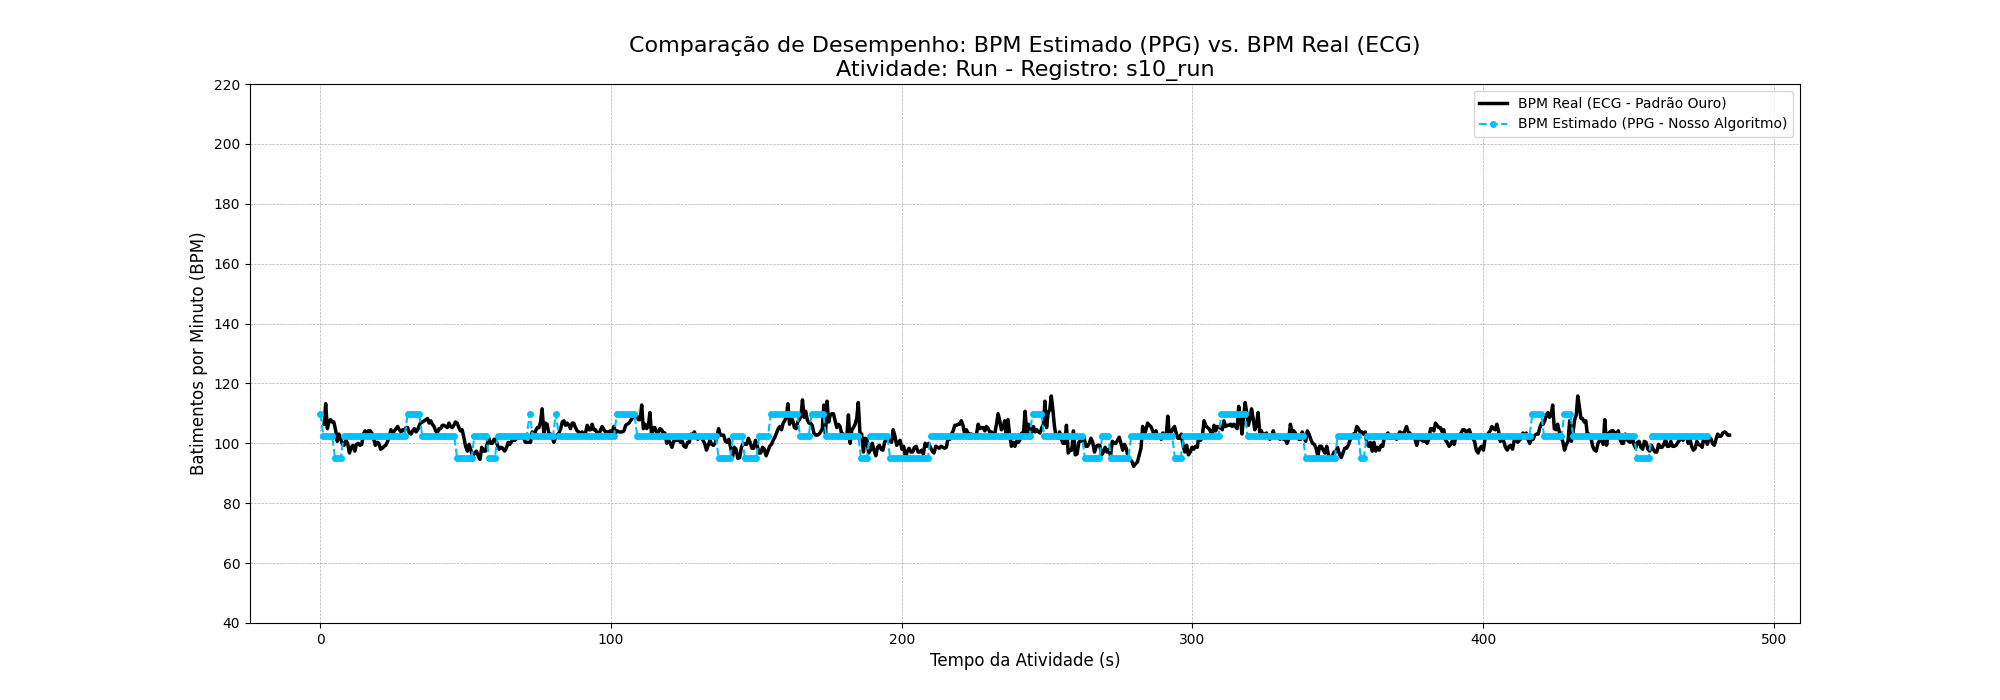 Comparação de Desempenho: BPM Estimado (PPG) vs. BPM Real (ECG)
Atividade: Run - Registro: s10_run
BPM Real (ECG - Padrão Ouro)
BPM Estimado (PPG - Nosso Algoritmo)
Batimentos por Minuto (BPM)
220
200
180
160
140
120
100
80
60
40
0
100
200
300
400
500
Tempo da Atividade (s)